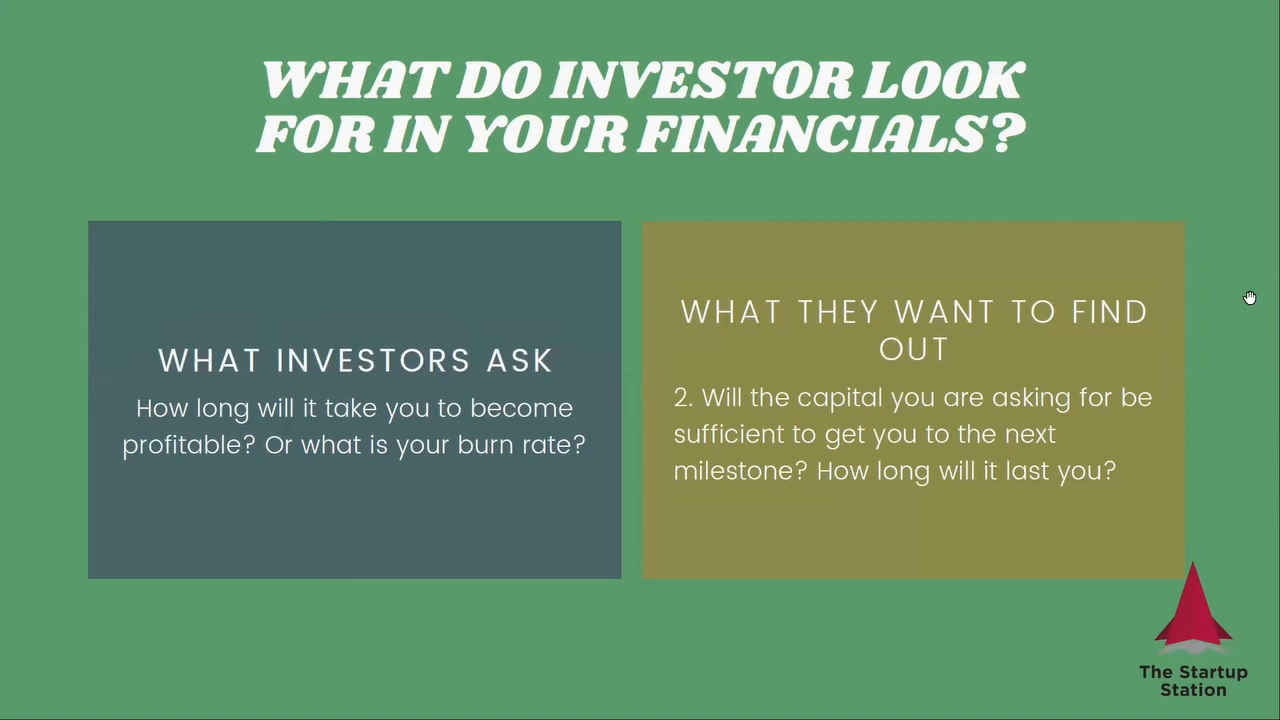 WHAT DO INVESTOR LOOK
FOR IN YOUR FINANCIALS?
WHAT INVESTORS ASK
How long will it take you to become
profitable? Or what is your burn rate?
WHAT THEY WANT TO FIND
OUT
2. Will the capital you are asking for be
sufficient to get you to the next
milestone? How long will it last you?
The Startup
Station